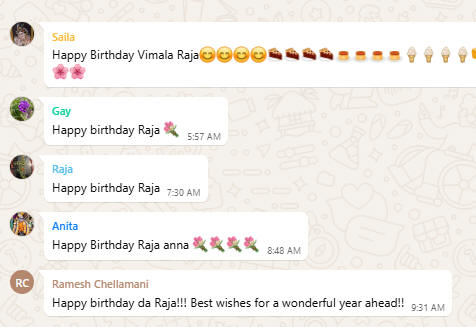 Saila
Happy Birthday Vimala Raja😊😊😊😊🍰🍰🍰🍰🍮🍮🍮🍮🍦🍦🍦🍦
🌸🌸
Gay
Happy birthday Raja 🌷 5:57 AM
Raja
Happy birthday Raja 7:30 AM
Anita
Happy Birthday Raja anna 🌷🌷🌷🌷 8:48 AM
RC
Ramesh Chellamani
Happy birthday da Raja!!! Best wishes for a wonderful year ahead!! 9:31 AM